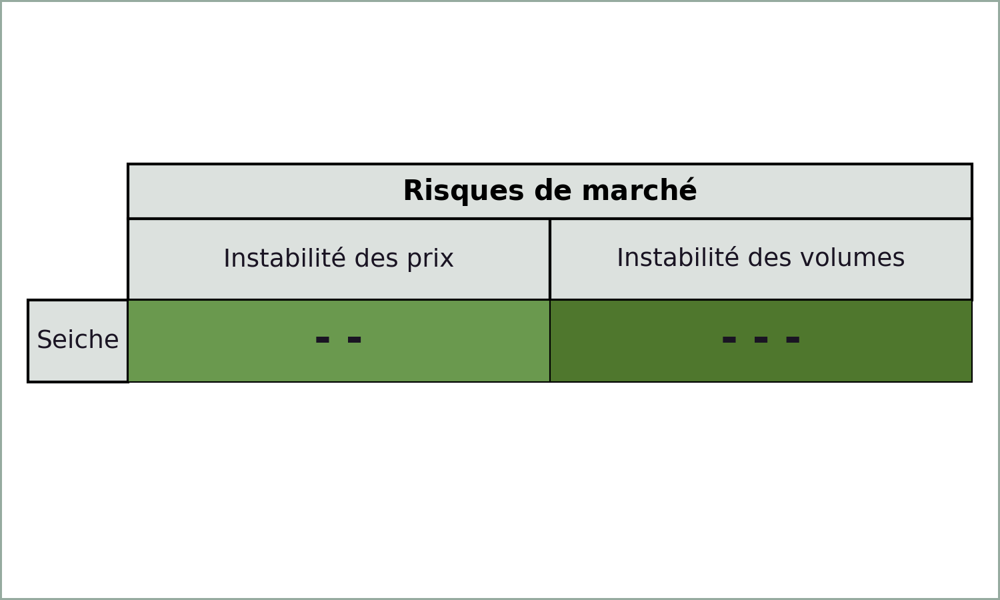 Risques de marché
Instabilité des prix
Instabilité des volumes
Seiche
- -
- - -